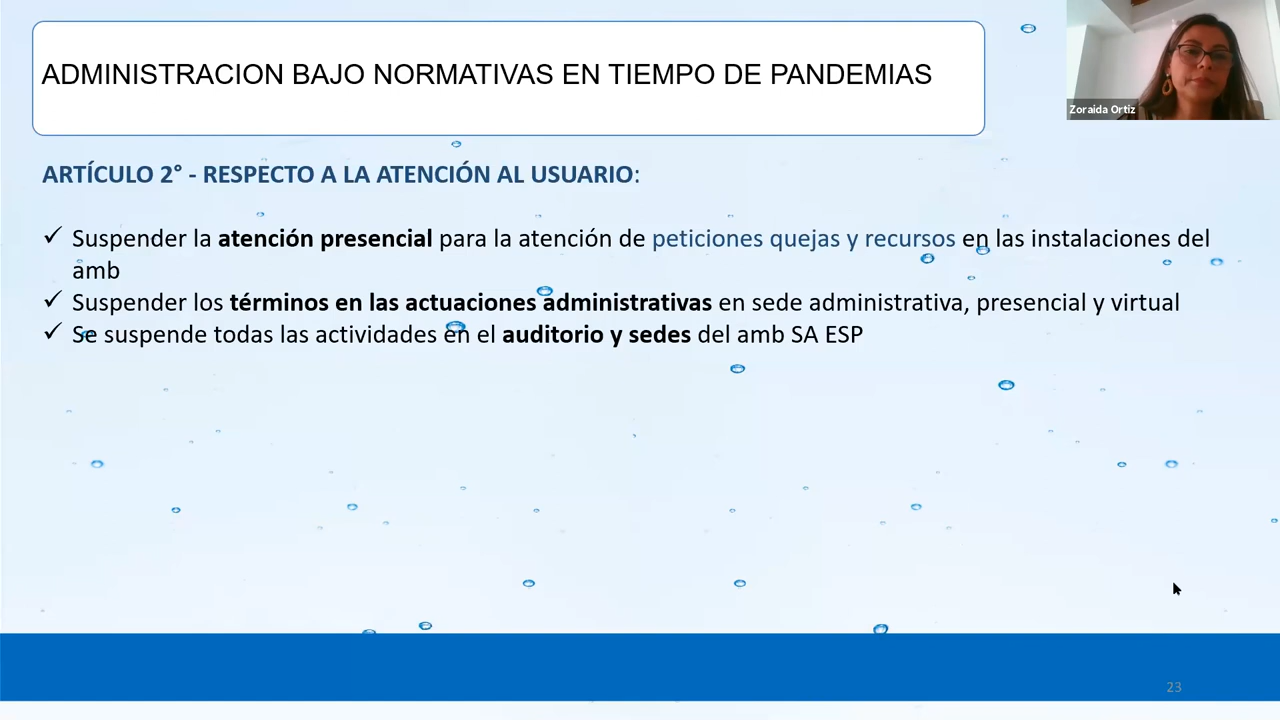 ADMINISTRACION BAJO NORMATIVAS EN TIEMPO DE PANDEMIAS
Zoraida Ortiz
ARTÍCULO 2° - RESPECTO A LA ATENCIÓN AL USUARIO:
✓ Suspender la atención presencial para la atención de peticiones quejas y recursos en las instalaciones del
amb
✓ Suspender los términos en las actuaciones administrativas en sede administrativa, presencial y virtual
✓ Se suspende todas las actividades en el auditorio y sedes del amb SA ESP
23